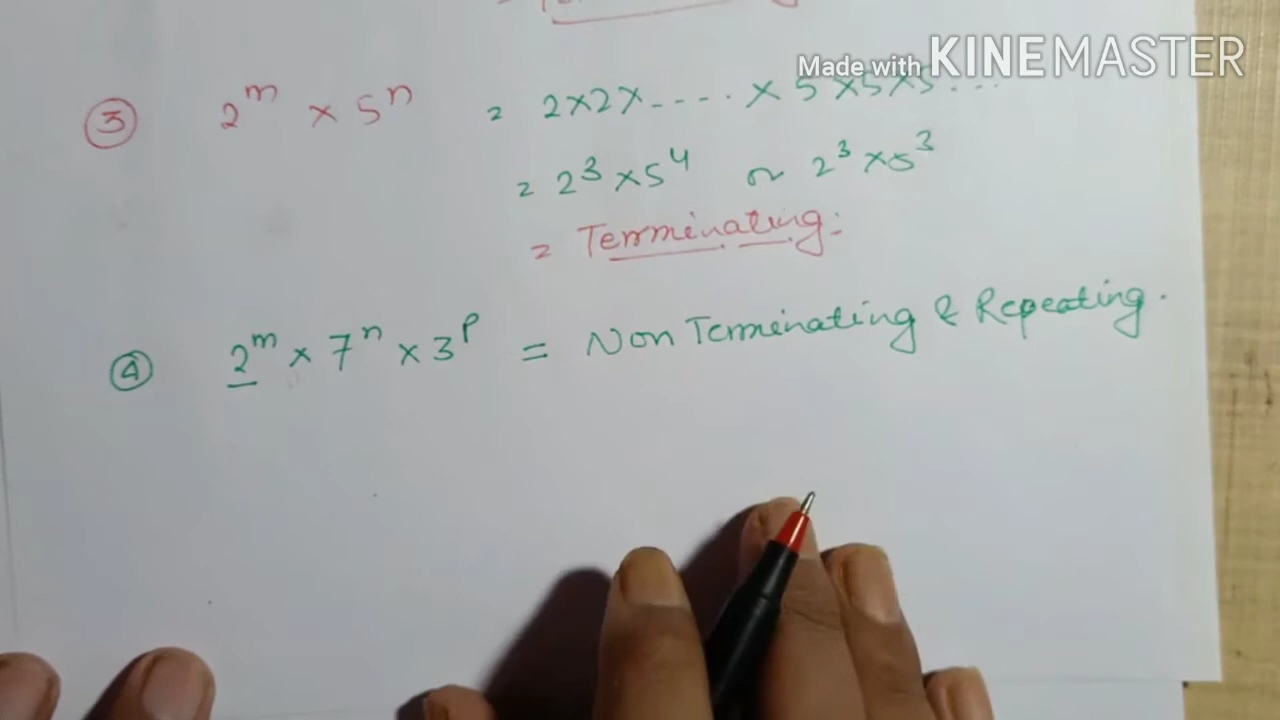 Made with KINEMASTER
③ 2^m × 5^n = 2×2×---- × 5×5×5...
= 2^3 ×5^4 or 2^3 ×5^3
= Terminating:
④ 2^m × 7^n × 3^p = Non Terminating & Repeating.